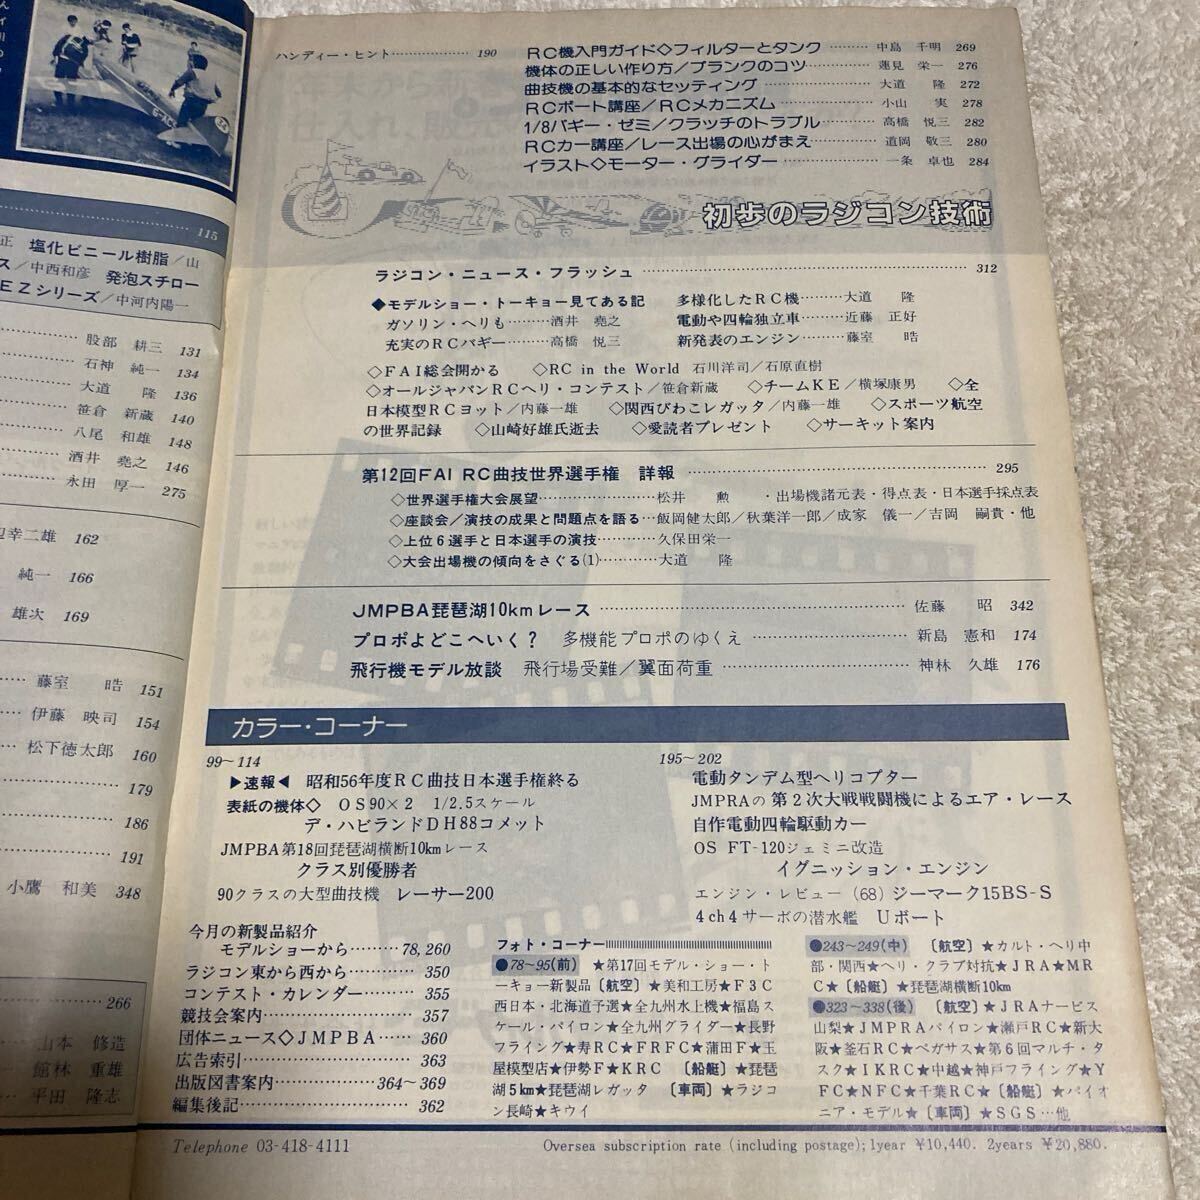 115
塩化ビニール樹脂／山
ス／中西和彦 発泡スチロー
EZシリーズ／中河内陽一
股部 耕三 131
石神 純一 134
大道 隆 136
笹倉 新蔵 140
八尾 和雄 148
酒井 堯之 146
永田 厚一 275
辺幸二雄 162
純一 166
雄次 169
藤室 晧 151
伊藤 映司 154
松下徳太郎 160
179
186
191
小鷹 和美 348
266
山本 修造
館林 重雄
平田 隆志
ハンディー・ヒント 190
RC機入門ガイド◇フィルターとタンク 中島 千明 269
機体の正しい作り方／プランクのコツ 蓮見 栄一 276
曲技機の基本的なセッティング 大道 隆 272
RCボート講座／RCメカニズム 小山 実 278
1/8バギー・ゼミ／クラッチのトラブル 高橋 悦三 282
RCカー講座／レース出場の心がまえ 道岡 敬三 280
イラスト◇モーター・グライダー 一条 卓也 284
初歩のラジコン技術
ラジコン・ニュース・フラッシュ 312
◆モデルショー・トーキョー見てある記 多様化したRC機………大道 隆
ガソリン・ヘリも………酒井 堯之 電動や四輪独立車………近藤 正好
充実のRCバギー………高橋 悦三 新発表のエンジン………藤室 晧
◇FAI総会開かる ◇RC in the World 石川洋司／石原直樹
◇オールジャパンRCヘリ・コンテスト／笹倉新蔵 ◇チームKE／横塚康男 ◇全
日本模型RCヨット／内藤一雄 ◇関西びわこレガッタ／内藤一雄 ◇スポーツ航空
の世界記録 ◇山崎好雄氏逝去 ◇愛読者プレゼント ◇サーキット案内
第12回FAI RC曲技世界選手権 詳報 295
◇世界選手権大会展望………松井 勲 ・出場機諸元表・得点表・日本選手採点表
◇座談会／演技の成果と問題点を語る…飯岡健太郎／秋葉洋一郎／成家 儀一／吉岡 嗣貴・他
◇上位6選手と日本選手の演技………久保田栄一
◇大会出場機の傾向をさぐる(1)………大道 隆
JMPBA琵琶湖10kmレース 佐藤 昭 342
プロポよどこへいく？ 多機能プロポのゆくえ 新島 憲和 174
飛行機モデル放談 飛行場受難／翼面荷重 神林 久雄 176
カラー・コーナー
99～114
▶速報◀ 昭和56年度RC曲技日本選手権終る
表紙の機体◇ OS90×2 1/2.5スケール
デ・ハビランドDH88コメット
JMPBA第18回琵琶湖横断10kmレース
クラス別優勝者
90クラスの大型曲技機 レーサー200
195～202
電動タンデム型ヘリコプター
JMPRAの第2次大戦戦闘機によるエア・レース
自作電動四輪駆動カー
OS FT-120ジェミニ改造
イグニッション・エンジン
エンジン・レビュー (68) ジーマーク15BS-S
4ch4サーボの潜水艦 Uボート
今月の新製品紹介
モデルショーから………78,260
ラジコン東から西から………350
コンテスト・カレンダー………355
競技会案内………357
団体ニュース◇JMPBA………360
広告索引………363
出版図書案内………364～369
編集後記………362
フォト・コーナー
●78～95(前) ★第17回モデル・ショー・ト
ーキョー新製品〔航空〕★美和工房★F3C
西日本・北海道予選★全九州水上機★福島ス
ケール・パイロン★全九州グライダー★長野
フライング★寿RC★FRFC★蒲田F★玉
屋模型店★伊勢F★KRC 〔船艇〕★琵琶
湖5km★琵琶湖レガッタ 〔車両〕★ラジコ
ン長崎★キウイ
●243～249(中) 〔航空〕★カルト・ヘリ中
部・関西★ヘリ・クラブ対抗★JRA★MR
C★〔船艇〕★琵琶湖横断10km
●323～338(後) 〔航空〕★JRAナービス
山梨★JMPRAパイロン★瀬戸RC★新大
阪★釜石RC★ペガサス★第6回マルチ・タ
スク★IKRC★中越★神戸フライング★Y
FC★NFC★千葉RC★〔船艇〕★パイオ
ニア・モデル★〔車両〕★SGS…他
Telephone 03-418-4111
Oversea subscription rate (including postage); 1year ¥10,440. 2years ¥20,880.